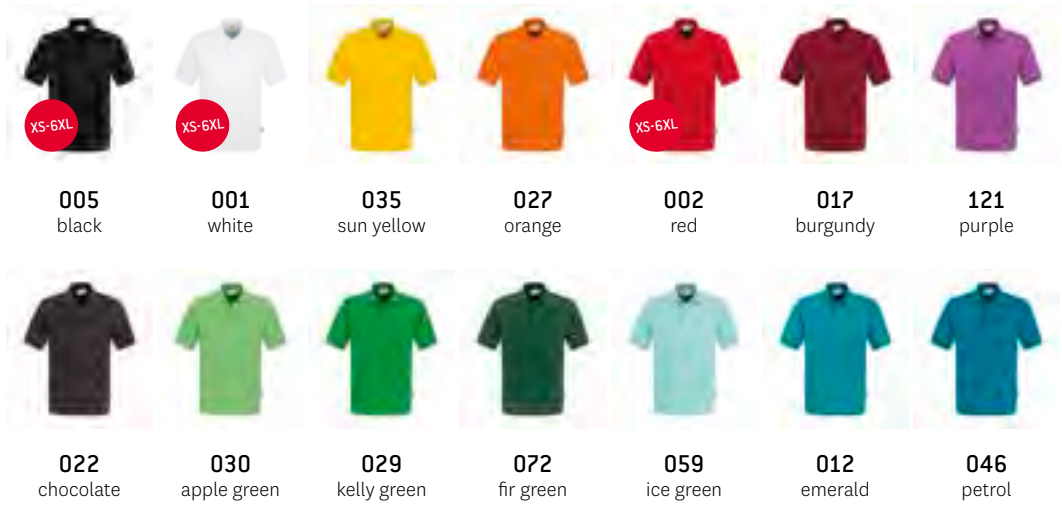 XS-6XL
XS-6XL
XS-6XL
005 001 035 027 002 017 121
black white sun yellow orange red burgundy purple
022 030 029 072 059 012 046
chocolate apple green kelly green fir green ice green emerald petrol